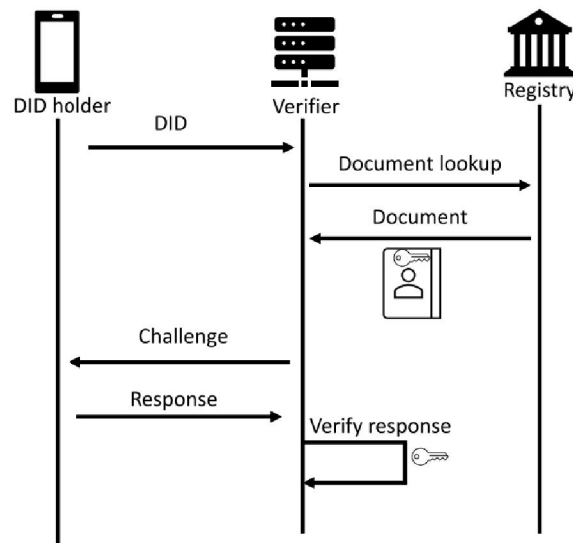 DID holder
Verifier
Registry
DID
Document lookup
Document
Challenge
Response
Verify response